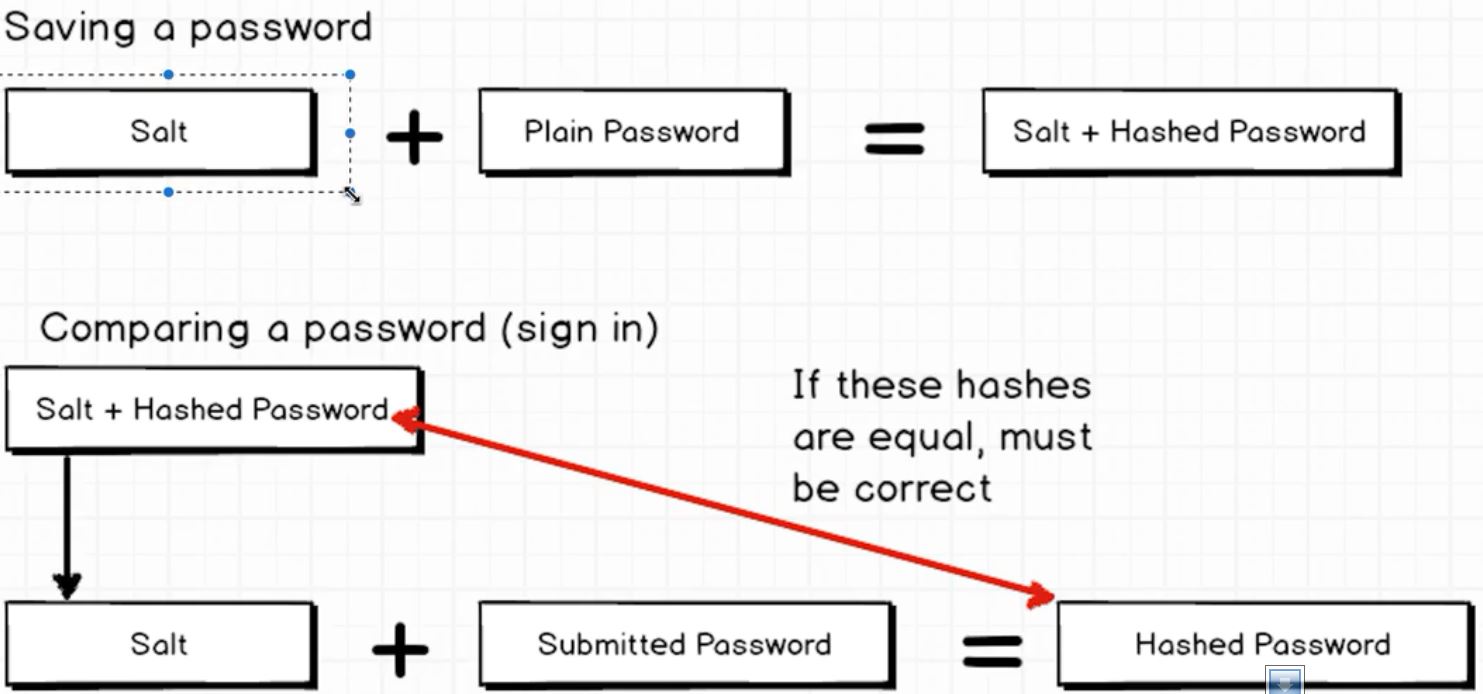 Saving a password
Salt + Plain Password = Salt + Hashed Password
Comparing a password (sign in)
Salt + Hashed Password
If these hashes
are equal, must
be correct
Salt + Submitted Password = Hashed Password